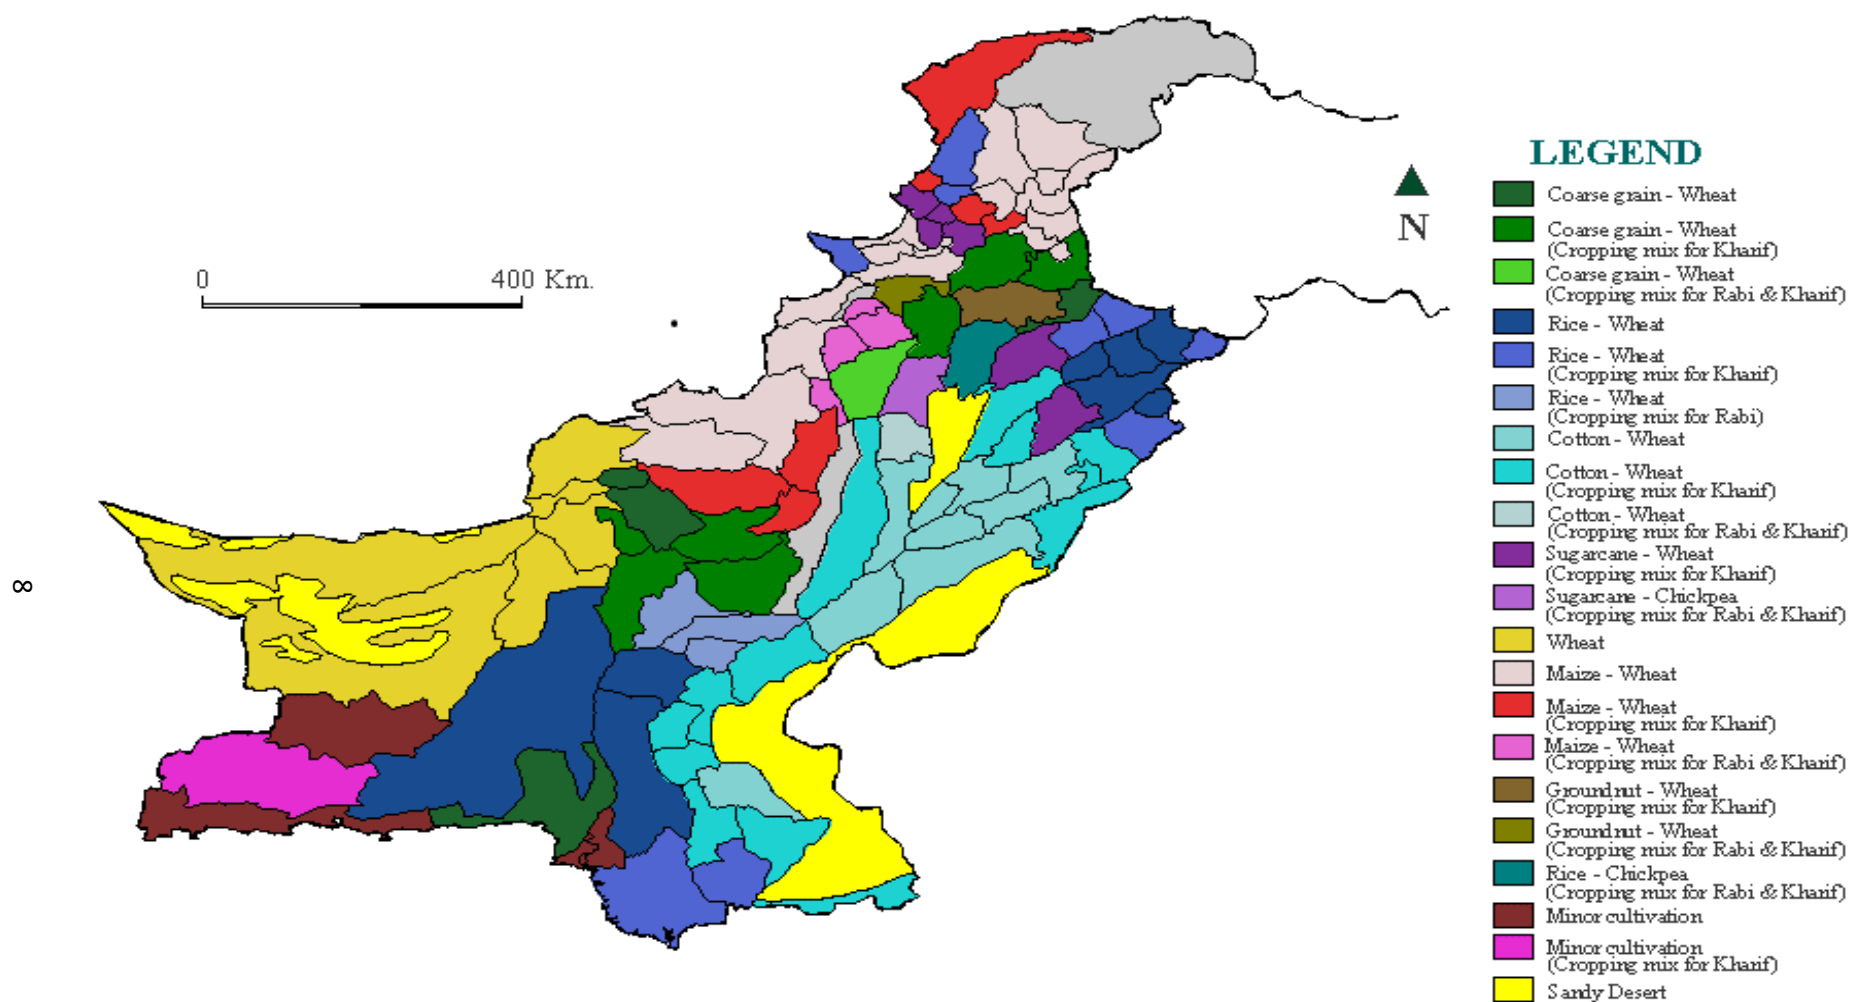 LEGEND
N
0 400 Km.
8
Coarse grain - Wheat
Coarse grain - Wheat
(Cropping mix for Kharif)
Coarse grain - Wheat
(Cropping mix for Rabi & Kharif)
Rice - Wheat
Rice - Wheat
(Cropping mix for Kharif)
Rice - Wheat
(Cropping mix for Rabi)
Cotton - Wheat
Cotton - Wheat
(Cropping mix for Kharif)
Cotton - Wheat
(Cropping mix for Rabi & Kharif)
Sugarcane - Wheat
(Cropping mix for Kharif)
Sugarcane - Chickpea
(Cropping mix for Rabi & Kharif)
Wheat
Maize - Wheat
Maize - Wheat
(Cropping mix for Kharif)
Maize - Wheat
(Cropping mix for Rabi & Kharif)
Groundnut - Wheat
(Cropping mix for Kharif)
Groundnut - Wheat
(Cropping mix for Rabi & Kharif)
Rice - Chickpea
(Cropping mix for Rabi & Kharif)
Minor cultivation
Minor cultivation
(Cropping mix for Kharif)
Sandy Desert